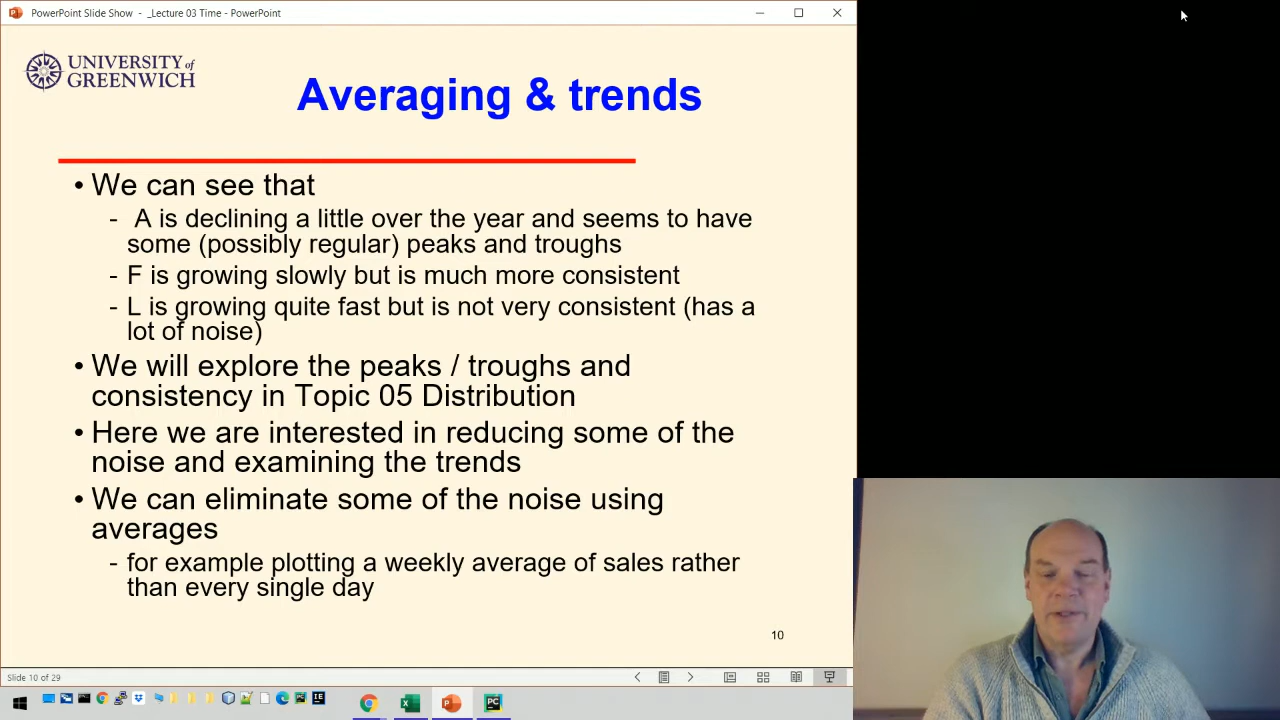 PowerPoint Slide Show - _Lecture 03 Time - PowerPoint
UNIVERSITY of
GREENWICH
Averaging & trends
• We can see that
- A is declining a little over the year and seems to have
some (possibly regular) peaks and troughs
- F is growing slowly but is much more consistent
- L is growing quite fast but is not very consistent (has a
lot of noise)
• We will explore the peaks / troughs and
consistency in Topic 05 Distribution
• Here we are interested in reducing some of the
noise and examining the trends
• We can eliminate some of the noise using
averages
- for example plotting a weekly average of sales rather
than every single day
10
Slide 10 of 29